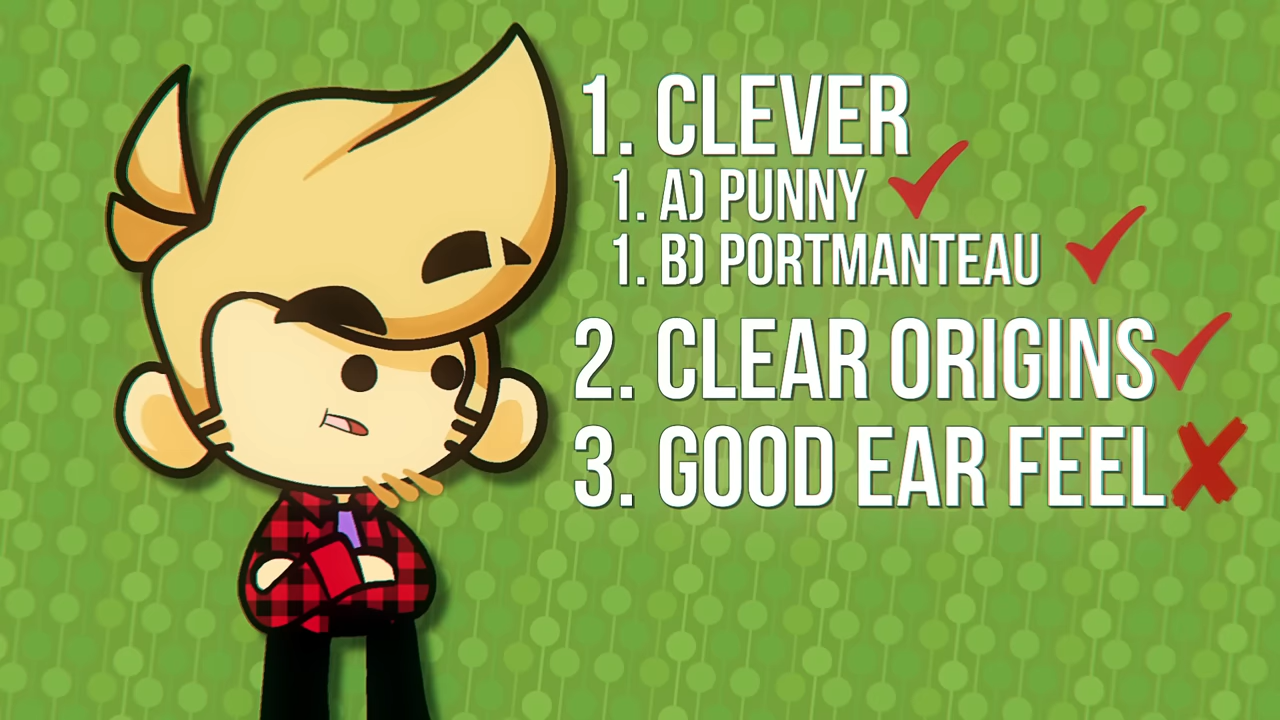 1. CLEVER
1. A) PUNNY
1. B) PORTMANTEAU
2. CLEAR ORIGINS
3. GOOD EAR FEEL